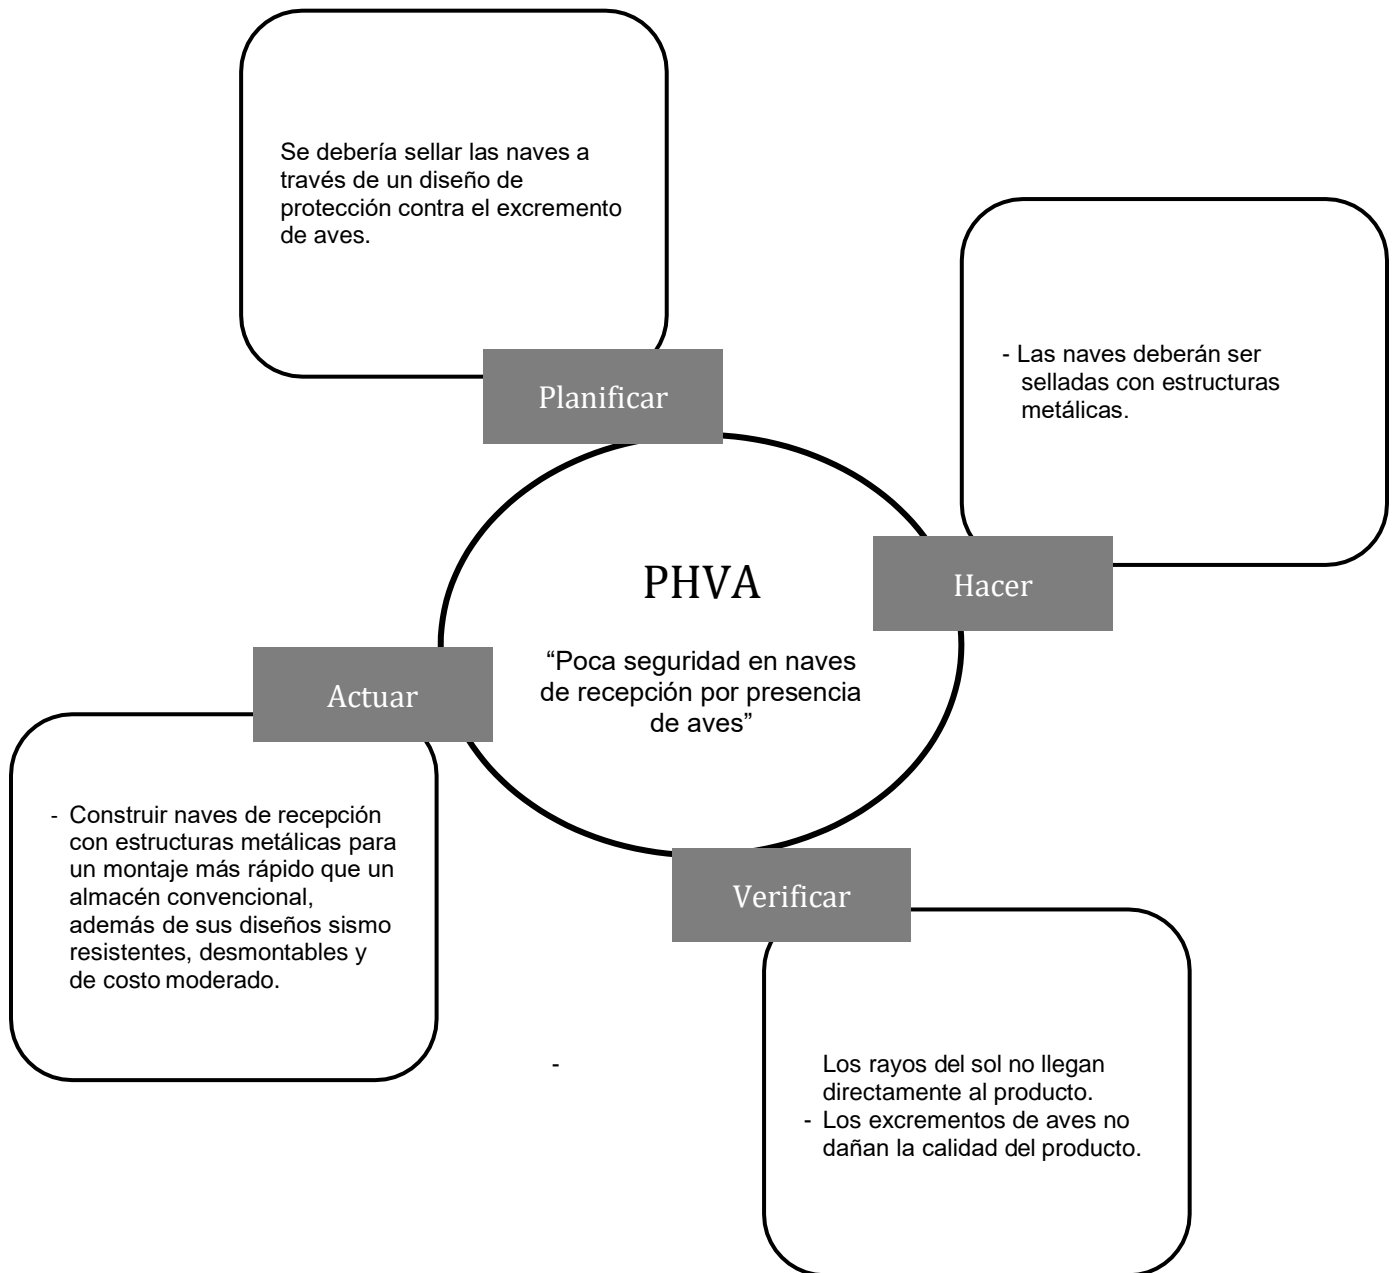 Se debería sellar las naves a
través de un diseño de
protección contra el excremento
de aves.
Planificar
- Las naves deberán ser
selladas con estructuras
metálicas.
Hacer
PHVA
“Poca seguridad en naves
de recepción por presencia
de aves”
Actuar
- Construir naves de recepción
con estructuras metálicas para
un montaje más rápido que un
almacén convencional,
además de sus diseños sismo
resistentes, desmontables y
de costo moderado.
Verificar
-
Los rayos del sol no llegan
directamente al producto.
- Los excrementos de aves no
dañan la calidad del producto.